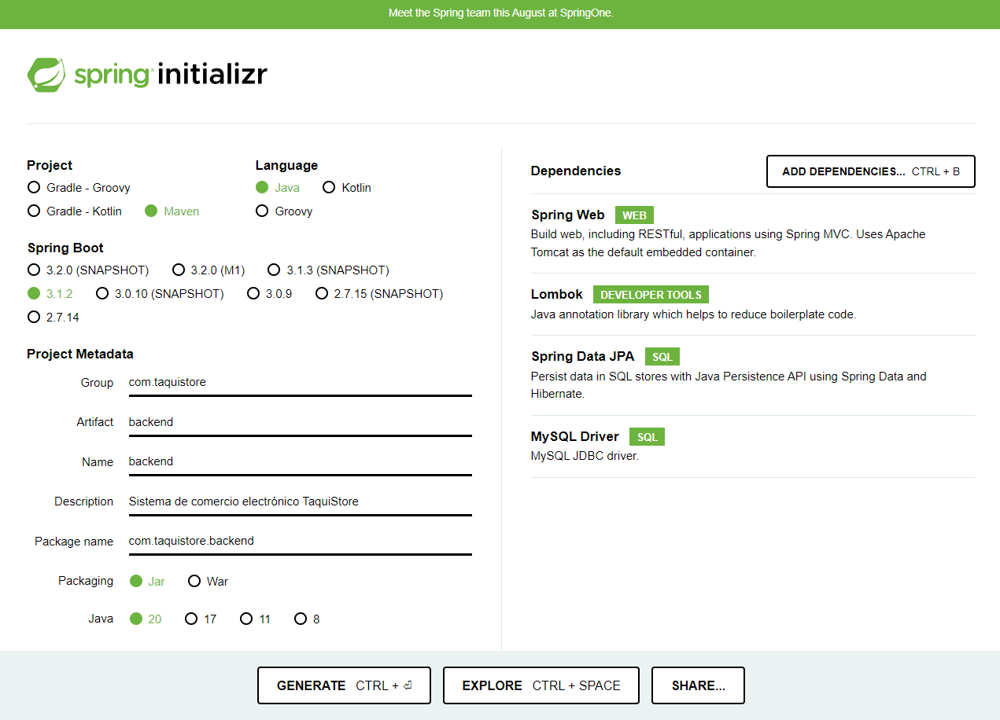 Meet the Spring team this August at SpringOne.
spring initializr
Project
Gradle - Groovy
Gradle - Kotlin Maven
Language
Java Kotlin
Groovy
Spring Boot
3.2.0 (SNAPSHOT) 3.2.0 (M1) 3.1.3 (SNAPSHOT)
3.1.2 3.0.10 (SNAPSHOT) 3.0.9 2.7.15 (SNAPSHOT)
2.7.14
Project Metadata
Group com.taquistore
Artifact backend
Name backend
Description Sistema de comercio electrónico TaquiStore
Package name com.taquistore.backend
Packaging Jar War
Java 20 17 11 8
Dependencies ADD DEPENDENCIES... CTRL + B
Spring Web WEB
Build web, including RESTful, applications using Spring MVC. Uses Apache
Tomcat as the default embedded container.
Lombok DEVELOPER TOOLS
Java annotation library which helps to reduce boilerplate code.
Spring Data JPA SQL
Persist data in SQL stores with Java Persistence API using Spring Data and
Hibernate.
MySQL Driver SQL
MySQL JDBC driver.
GENERATE CTRL + ⏎ EXPLORE CTRL + SPACE SHARE...